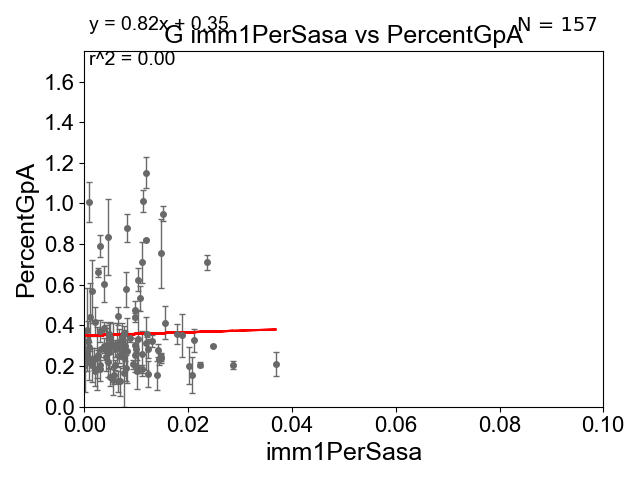 y = 0.82x + 0.35
G imm1PerSasa vs PercentGpA
N = 157
r^2 = 0.00
PercentGpA
1.6
1.4
1.2
1.0
0.8
0.6
0.4
0.2
0.0
0.00 0.02 0.04 0.06 0.08 0.10
imm1PerSasa